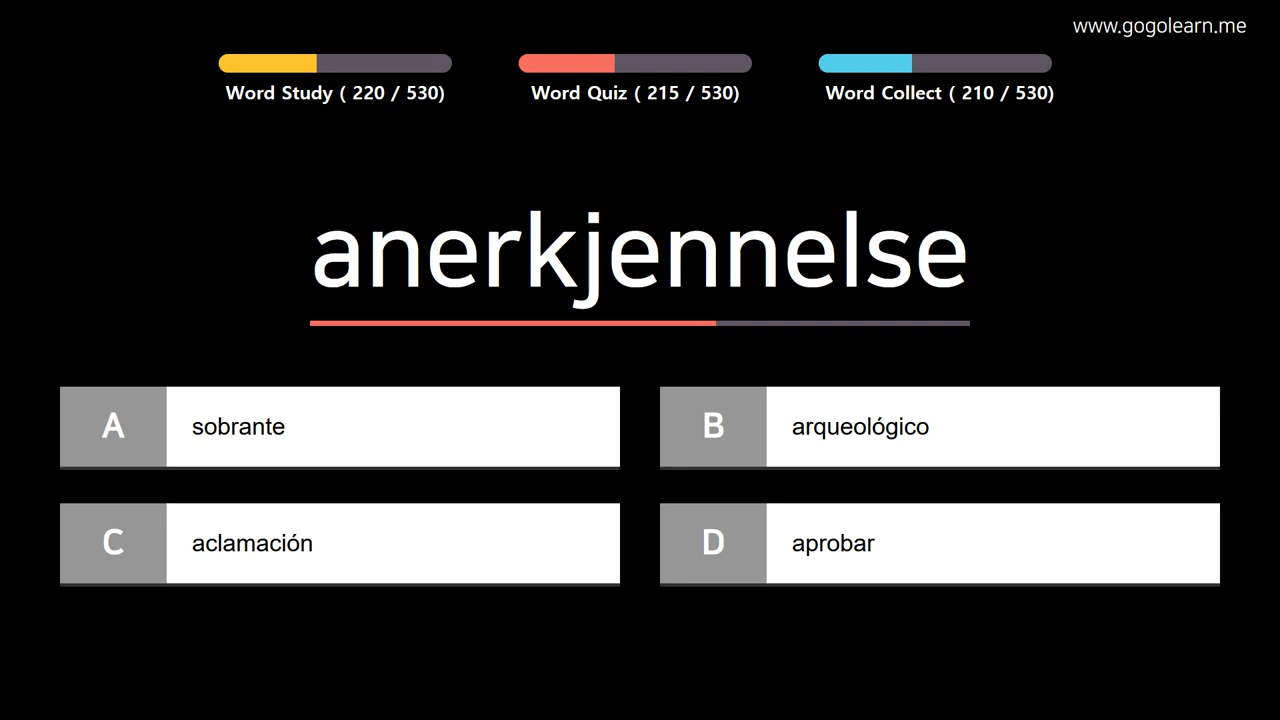 www.gogolearn.me
Word Study ( 220 / 530)
Word Quiz ( 215 / 530)
Word Collect ( 210 / 530)
anerkjennelse
A sobrante
B arqueológico
C aclamación
D aprobar